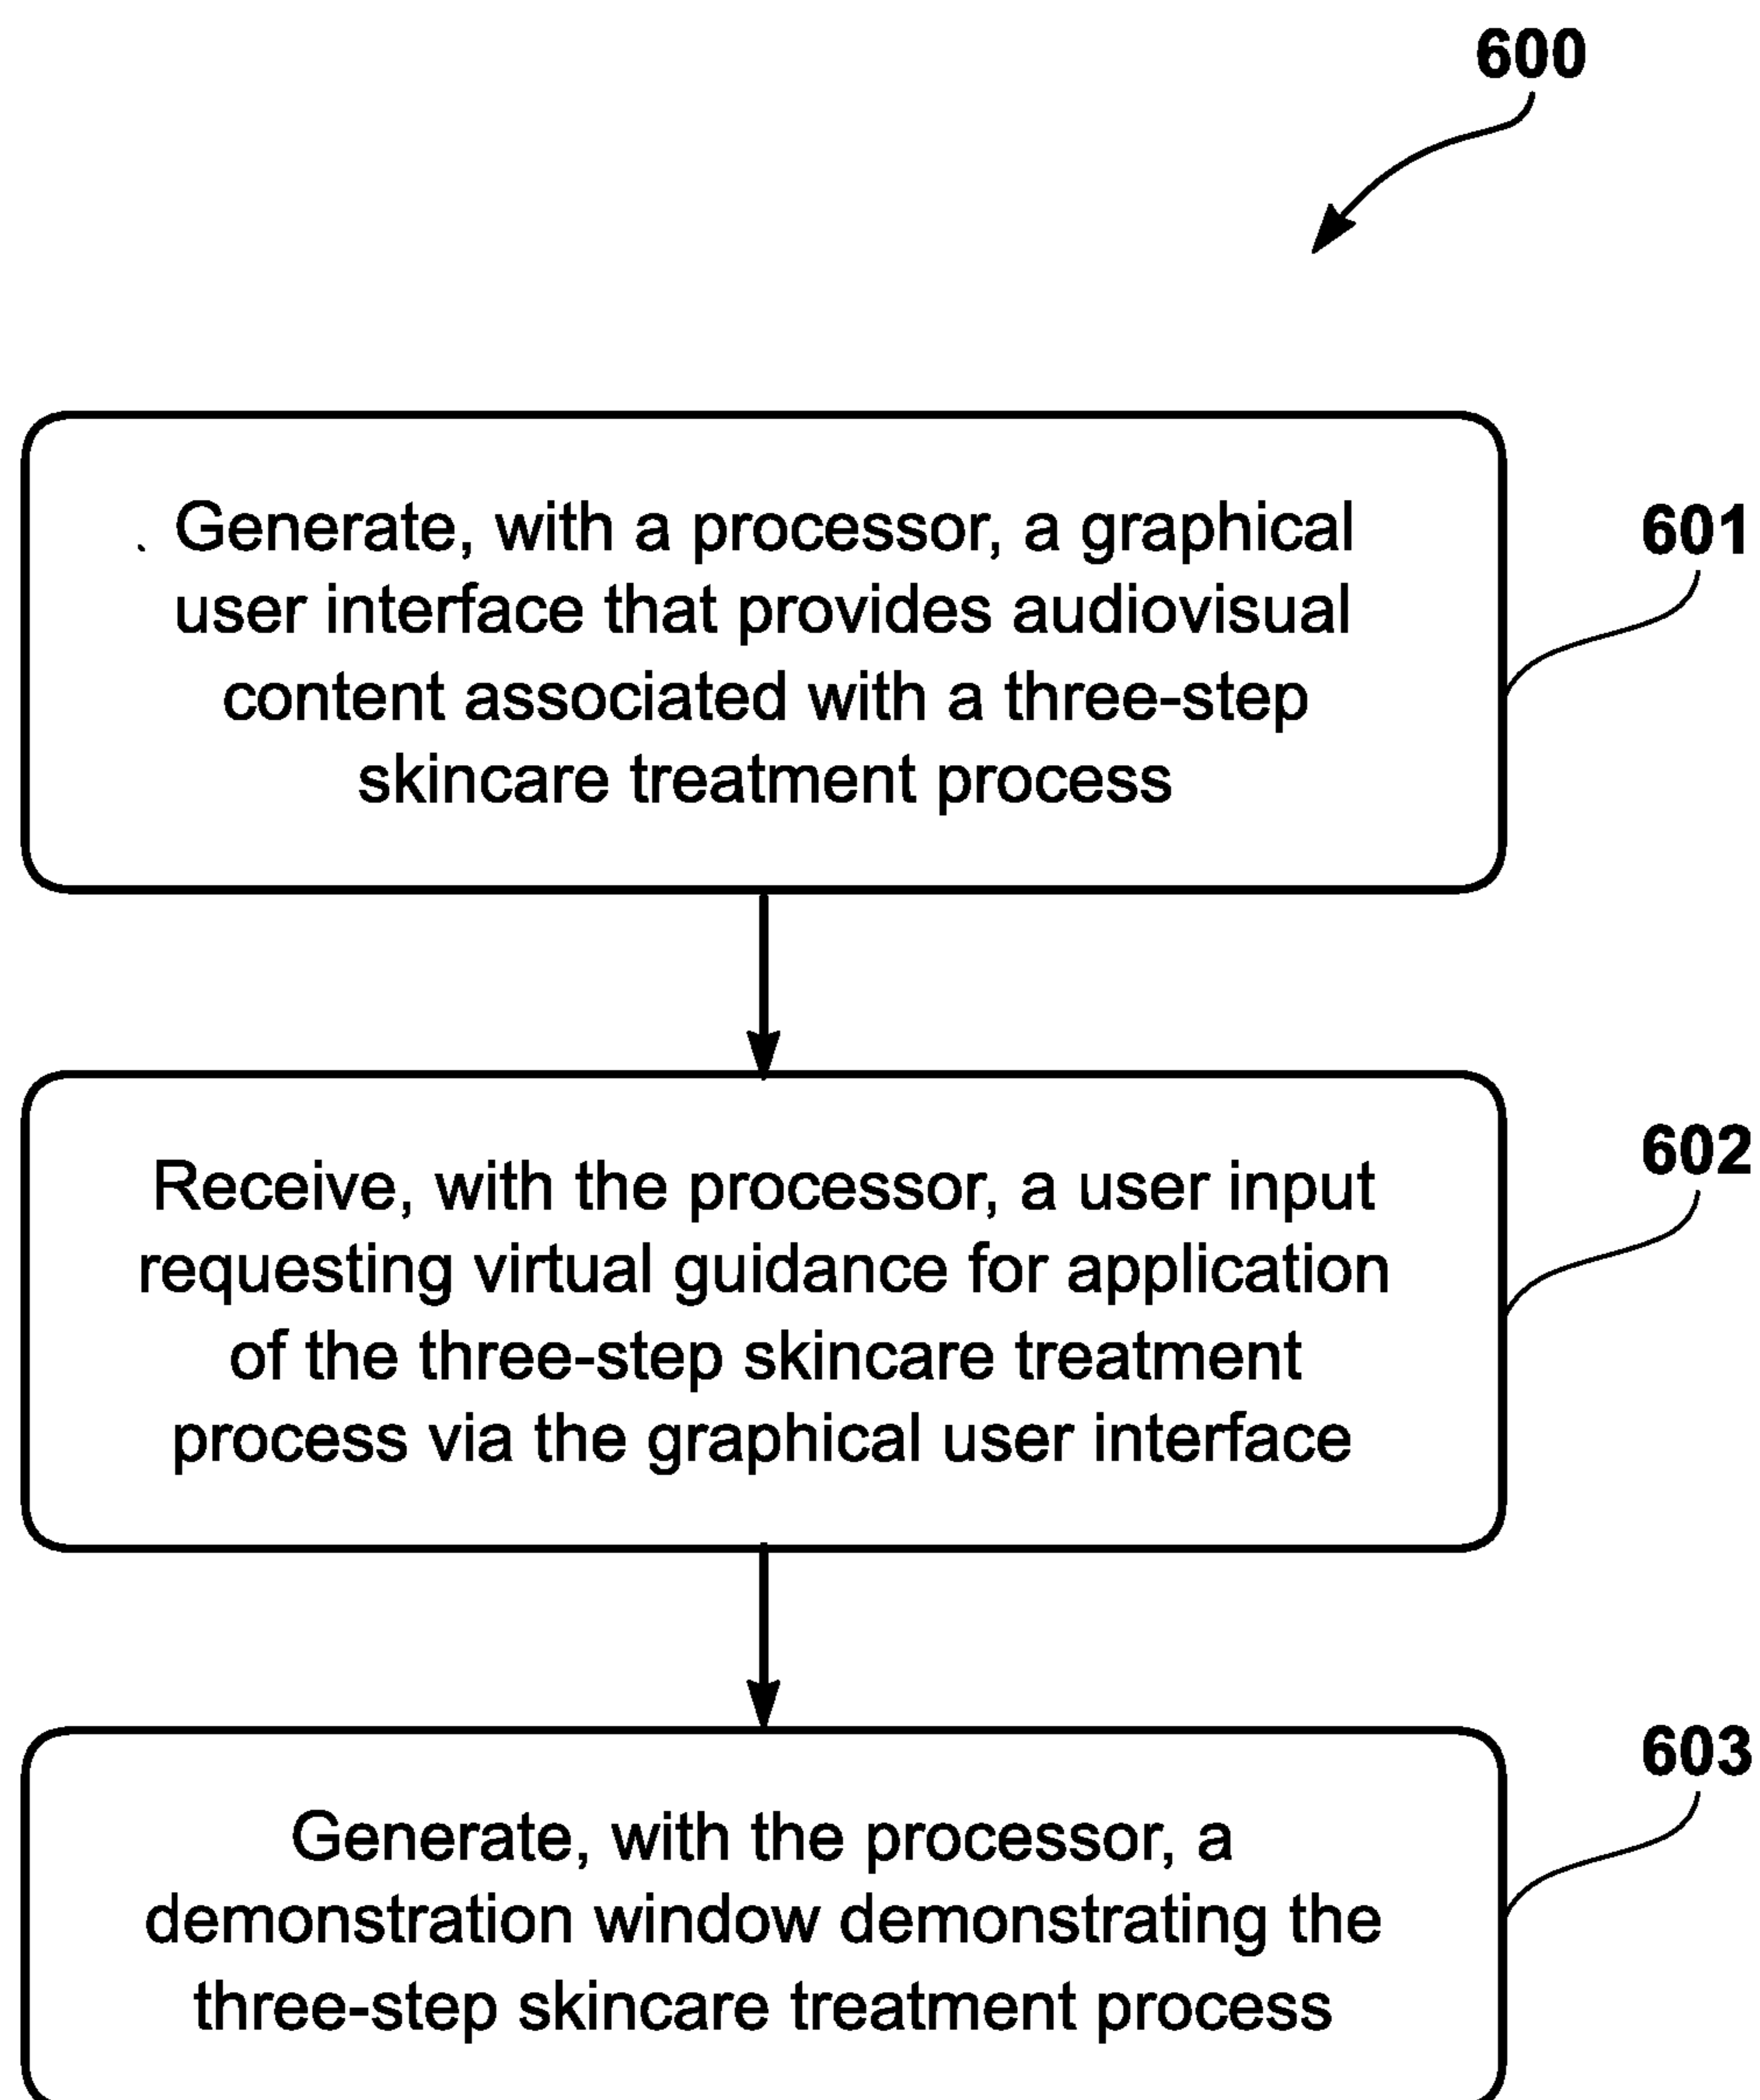 600
Generate, with a processor, a graphical
user interface that provides audiovisual
content associated with a three-step
skincare treatment process
601
Receive, with the processor, a user input
requesting virtual guidance for application
of the three-step skincare treatment
process via the graphical user interface
602
Generate, with the processor, a
demonstration window demonstrating the
three-step skincare treatment process
603